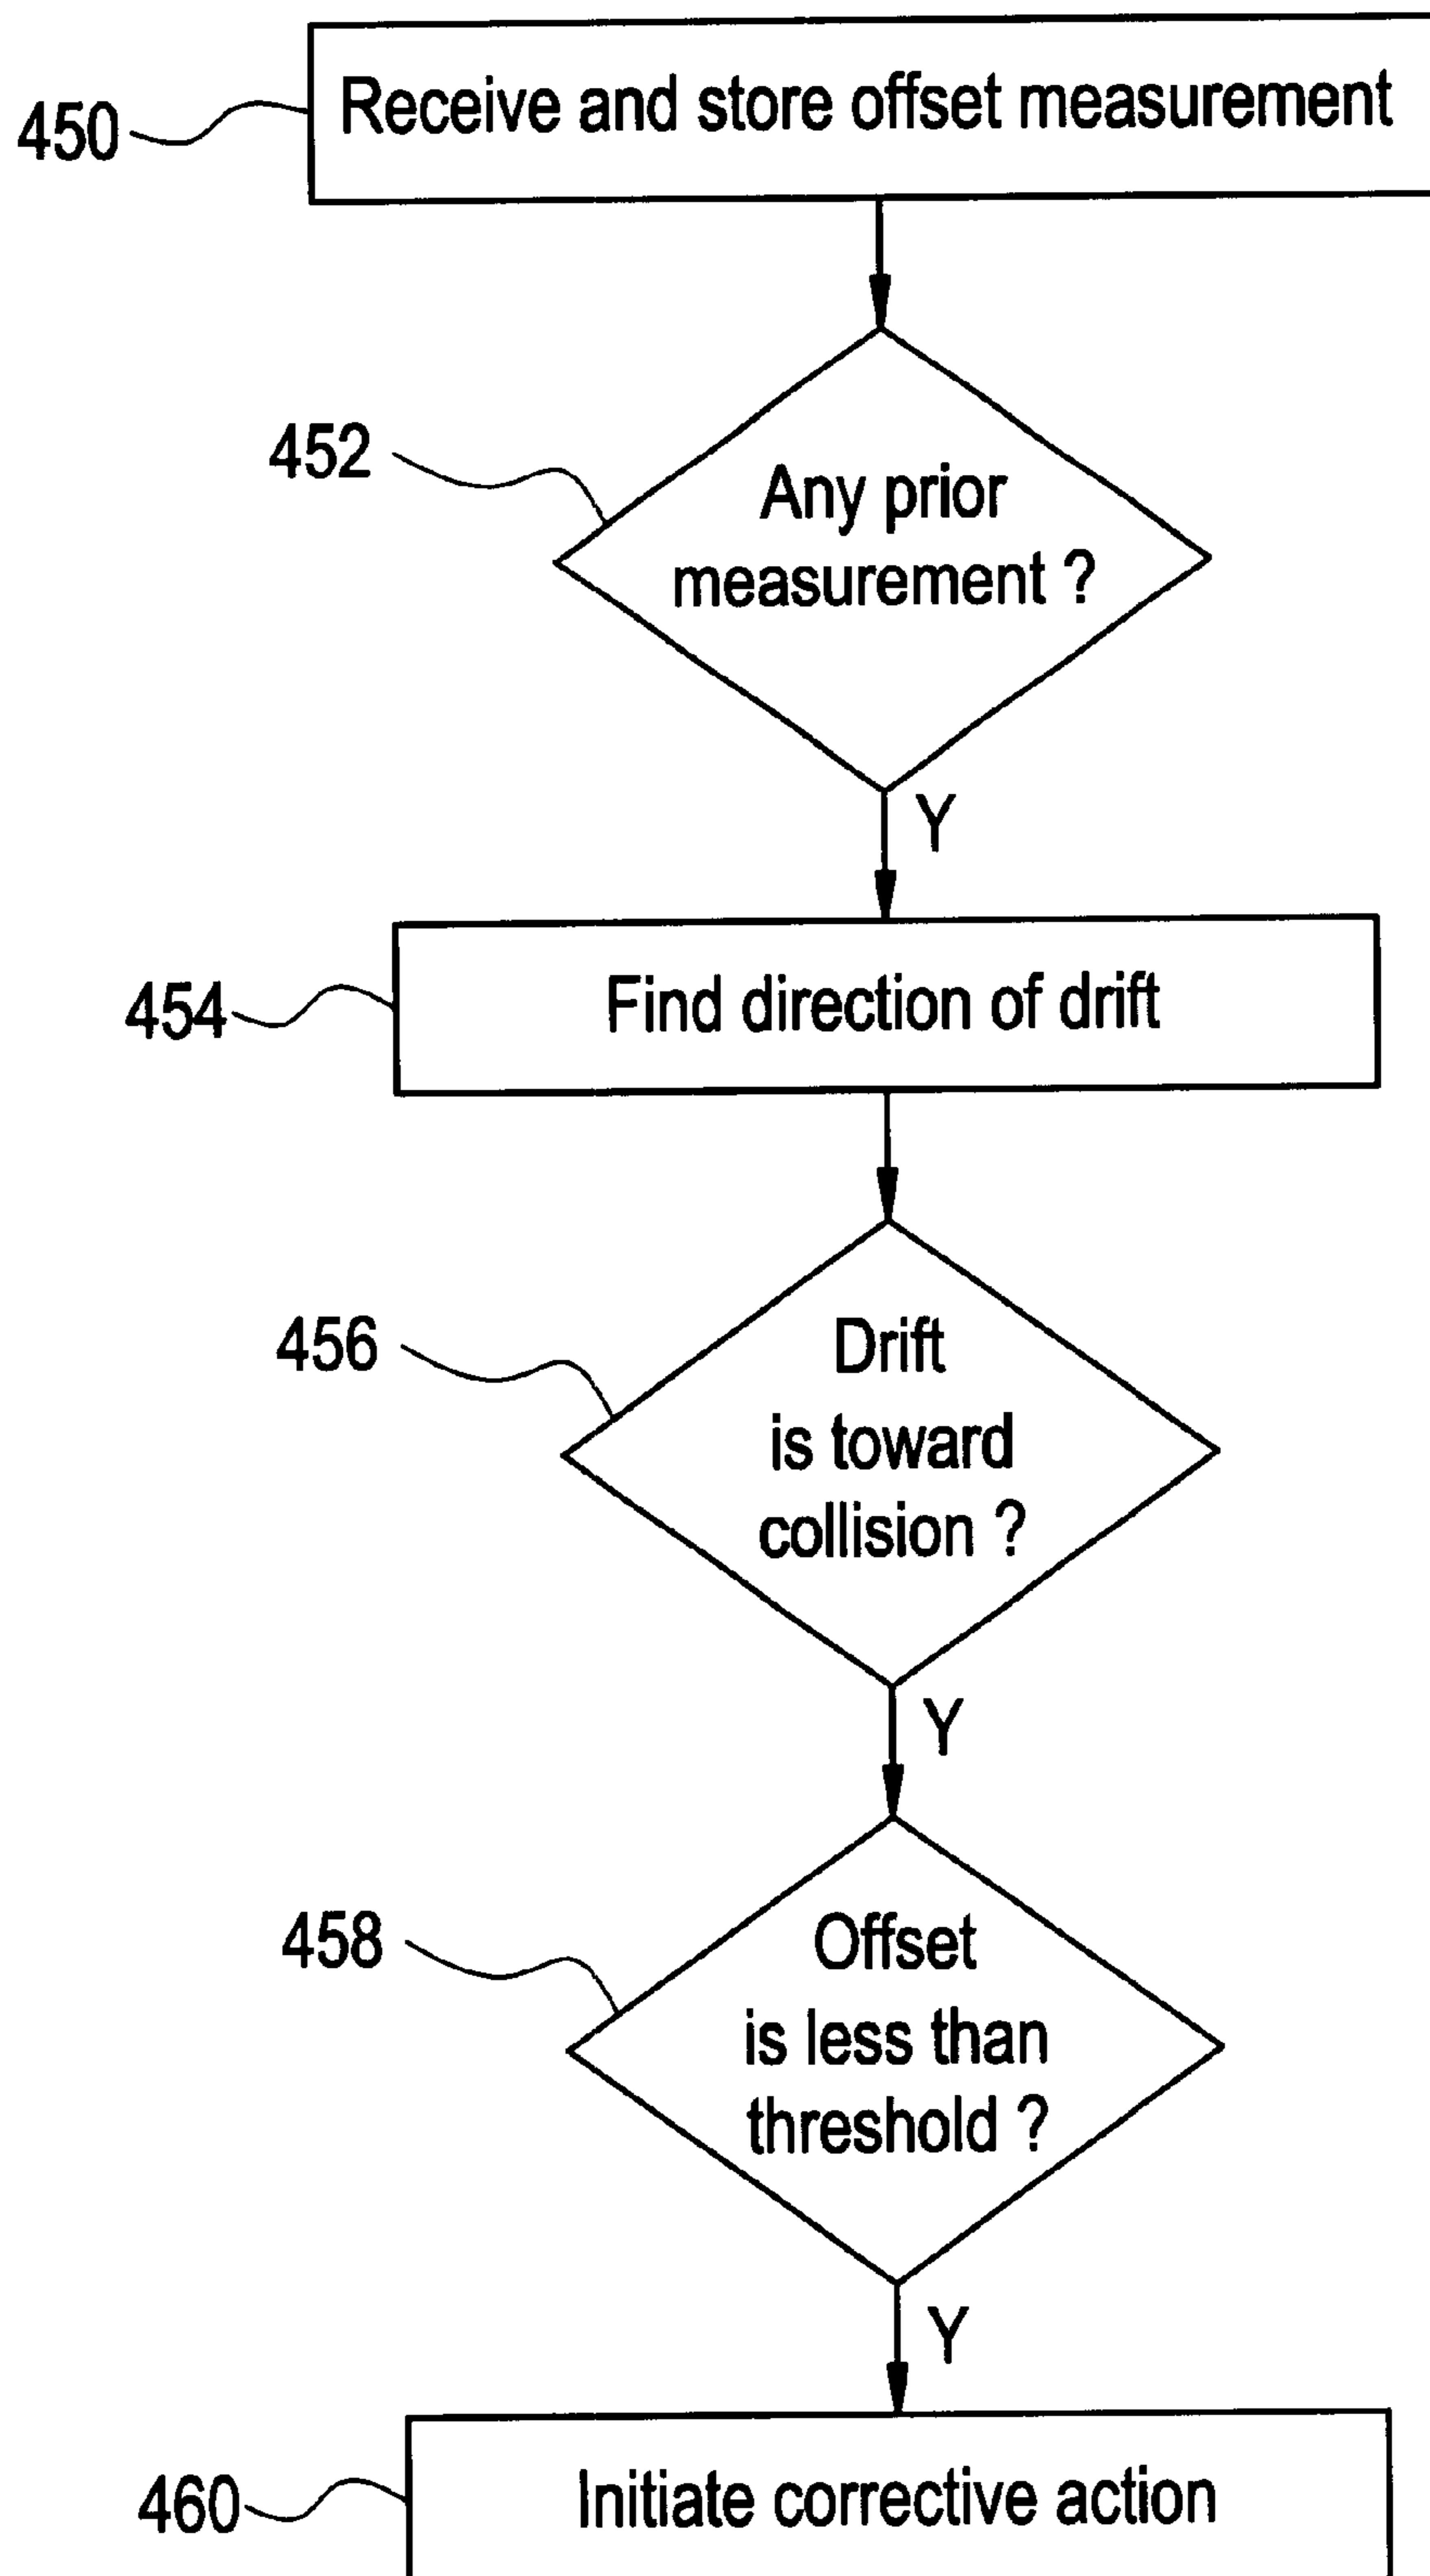 450
Receive and store offset measurement
452
Any prior
measurement ?
Y
454
Find direction of drift
456
Drift
is toward
collision ?
Y
458
Offset
is less than
threshold ?
Y
460
Initiate corrective action